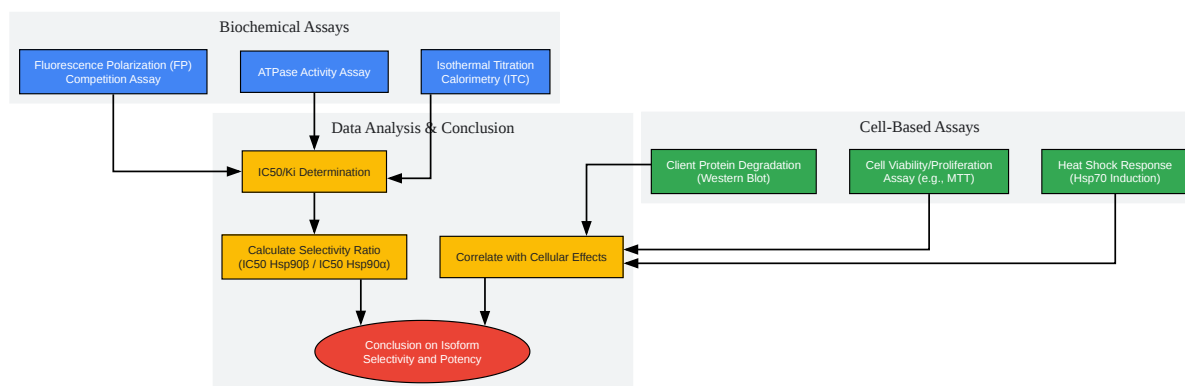 Biochemical Assays
Fluorescence Polarization (FP)
Competition Assay
ATPase Activity Assay
Isothermal Titration
Calorimetry (ITC)
Data Analysis & Conclusion
Cell-Based Assays
IC50/Ki Determination
Client Protein Degradation
(Western Blot)
Cell Viability/Proliferation
Assay (e.g., MTT)
Heat Shock Response
(Hsp70 Induction)
Calculate Selectivity Ratio
(IC50 Hsp90β / IC50 Hsp90α)
Correlate with Cellular Effects
Conclusion on Isoform
Selectivity and Potency